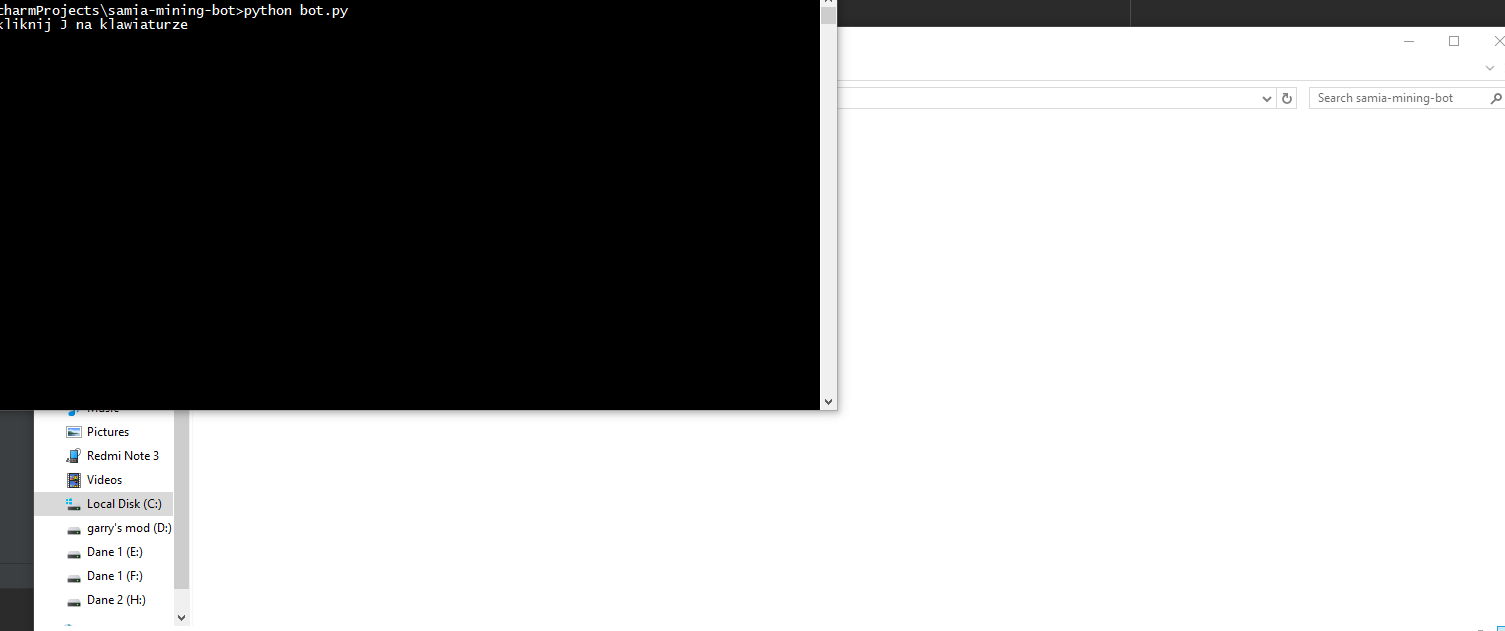 charmProjects\samia-mining-bot>python bot.py
kliknij J na klawiaturze
Search samia-mining-bot
Music
Pictures
Redmi Note 3
Videos
Local Disk (C:)
garry's mod (D:)
Dane 1 (E:)
Dane 1 (F:)
Dane 2 (H:)